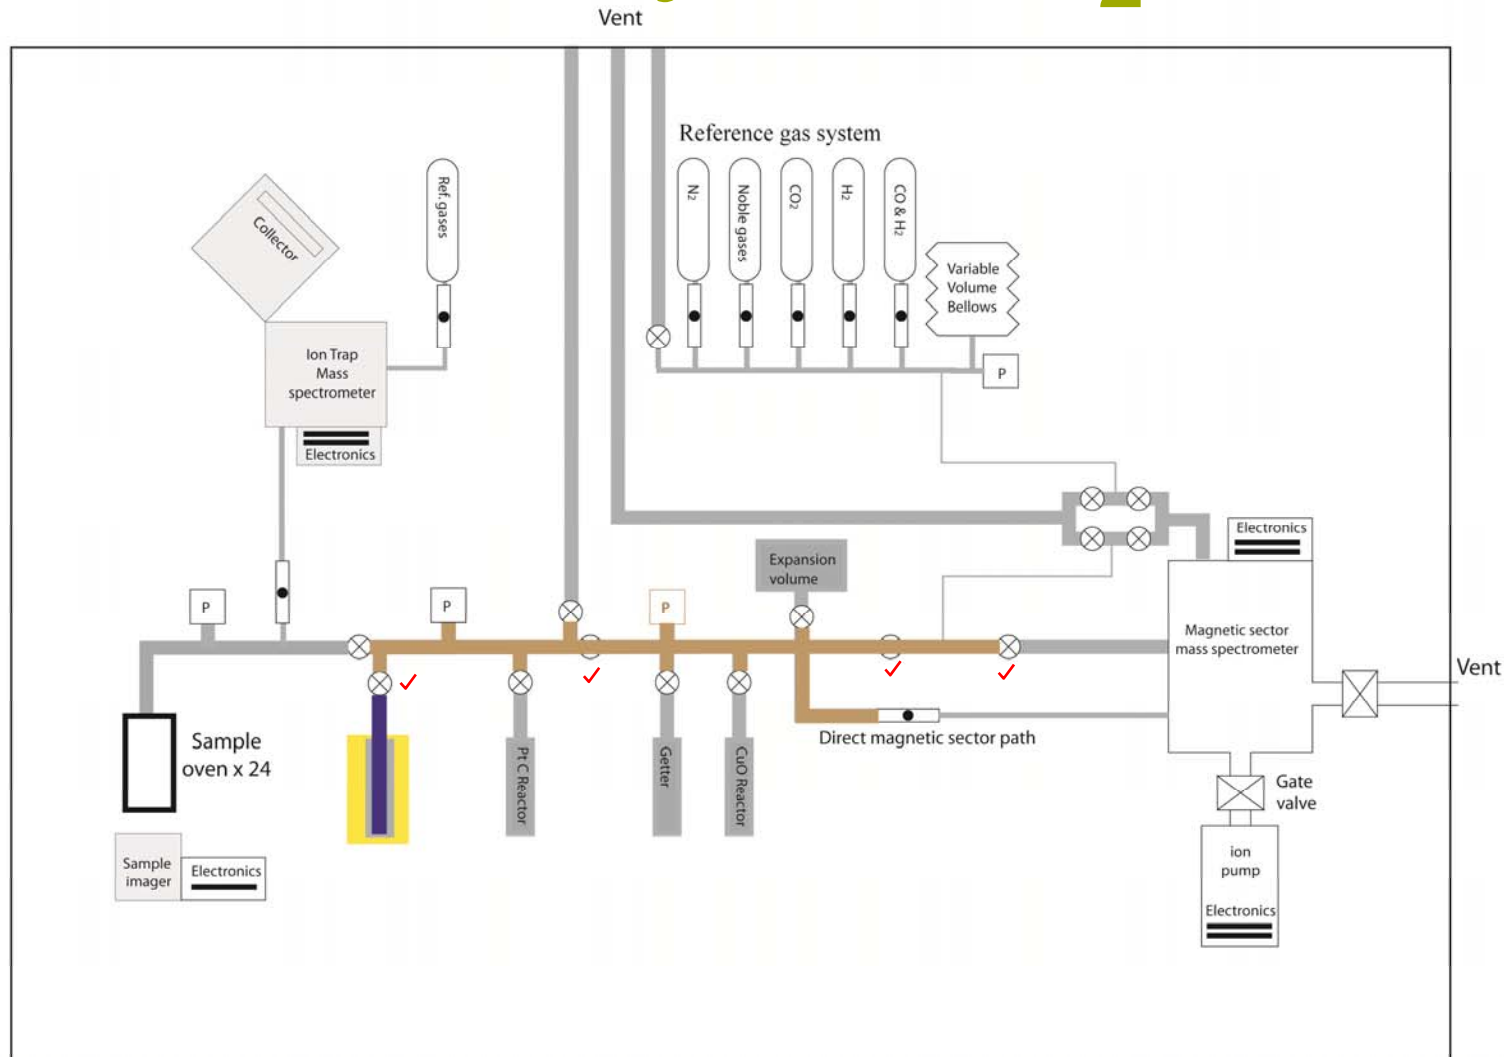 Vent
Reference gas system
Ref. gases
N2
Noble gases
CO2
H2
CO & H2
Variable
Volume
Bellows
Collector
P
Ion Trap
Mass
spectrometer
Electronics
Electronics
Expansion
volume
P
P
P
Magnetic sector
mass spectrometer
Vent
Direct magnetic sector path
Sample
oven x 24
Pt C Reactor
Getter
CuO Reactor
Gate
valve
Sample
imager
Electronics
ion
pump
Electronics